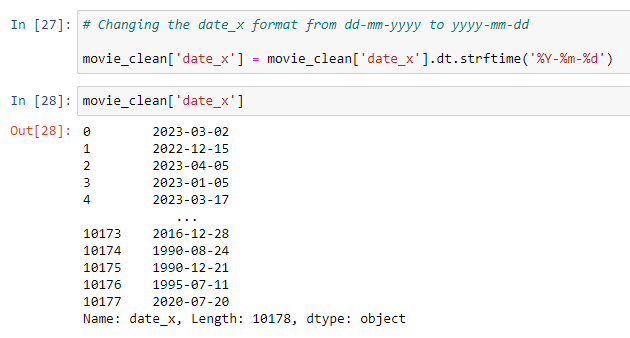 In [27]: # Changing the date_x format from dd-mm-yyyy to yyyy-mm-dd
movie_clean['date_x'] = movie_clean['date_x'].dt.strftime('%Y-%m-%d')
In [28]: movie_clean['date_x']
Out[28]: 0 2023-03-02
1 2022-12-15
2 2023-04-05
3 2023-01-05
4 2023-03-17
...
10173 2016-12-28
10174 1990-08-24
10175 1990-12-21
10176 1995-07-11
10177 2020-07-20
Name: date_x, Length: 10178, dtype: object